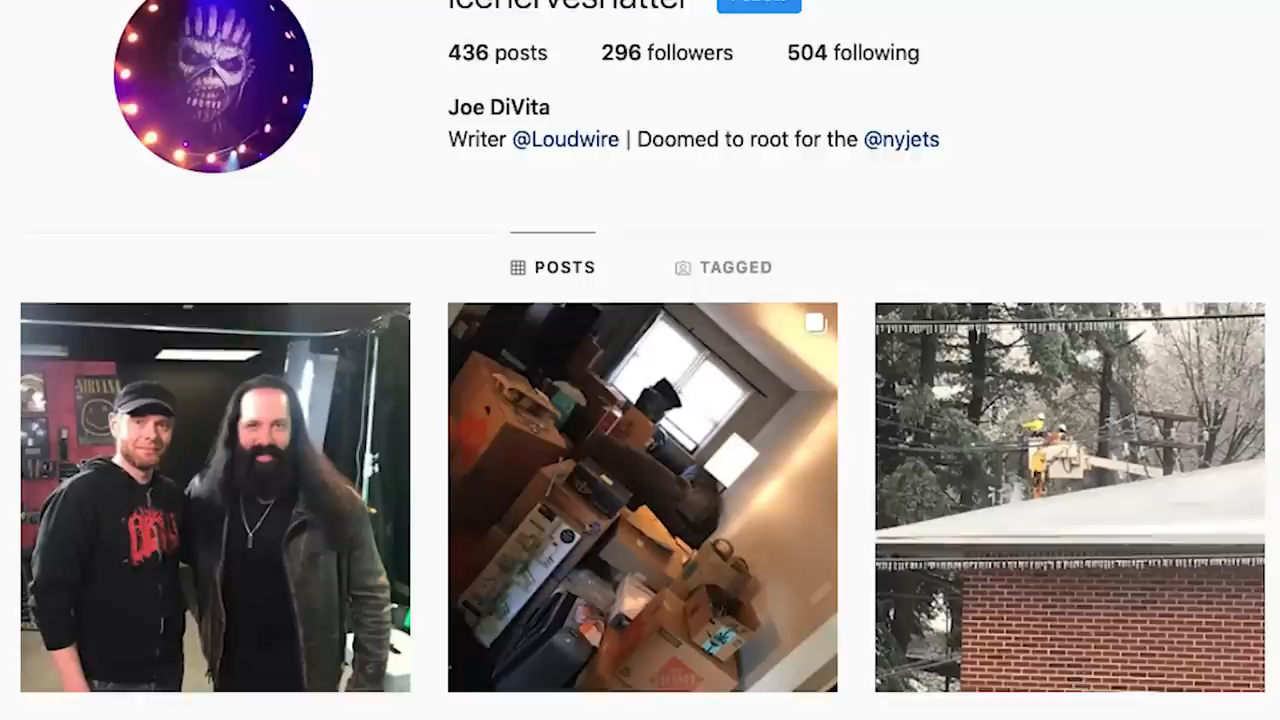 436 posts 296 followers 504 following
Joe DiVita
Writer @Loudwire | Doomed to root for the @nyjets
POSTS TAGGED
NIRVANA